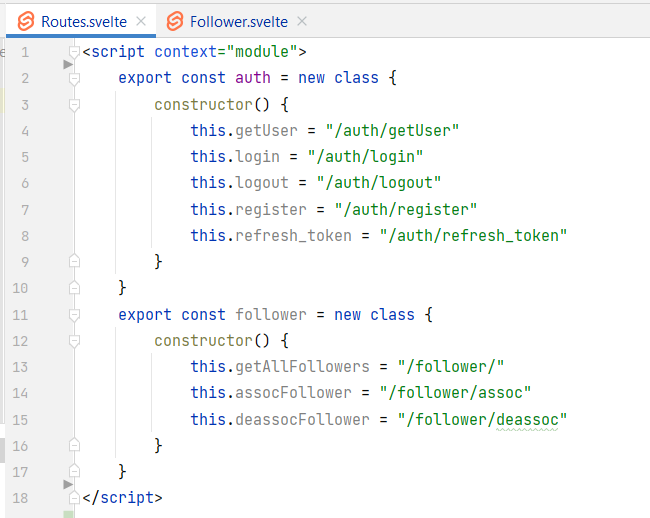 Routes.svelte Follower.svelte
1 <script context="module">
2 export const auth = new class {
3 constructor() {
4 this.getUser = "/auth/getUser"
5 this.login = "/auth/login"
6 this.logout = "/auth/logout"
7 this.register = "/auth/register"
8 this.refresh_token = "/auth/refresh_token"
9 }
10 }
11 export const follower = new class {
12 constructor() {
13 this.getAllFollowers = "/follower/"
14 this.assocFollower = "/follower/assoc"
15 this.deassocFollower = "/follower/deassoc"
16 }
17 }
18 </script>